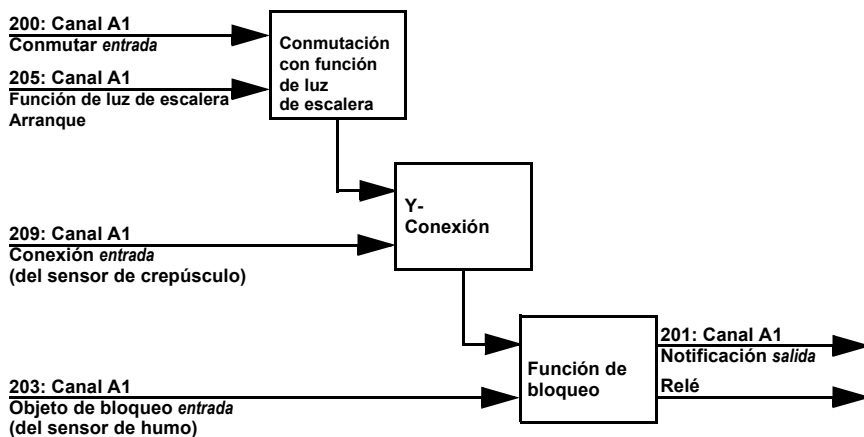 200: Canal A1
Conmutar entrada
205: Canal A1
Función de luz de escalera
Arranque
Conmutación
con función
de luz
de escalera
Y-
Conexión
209: Canal A1
Conexión entrada
(del sensor de crepúsculo)
Función de
bloqueo
201: Canal A1
Notificación salida
Relé
203: Canal A1
Objeto de bloqueo entrada
(del sensor de humo)